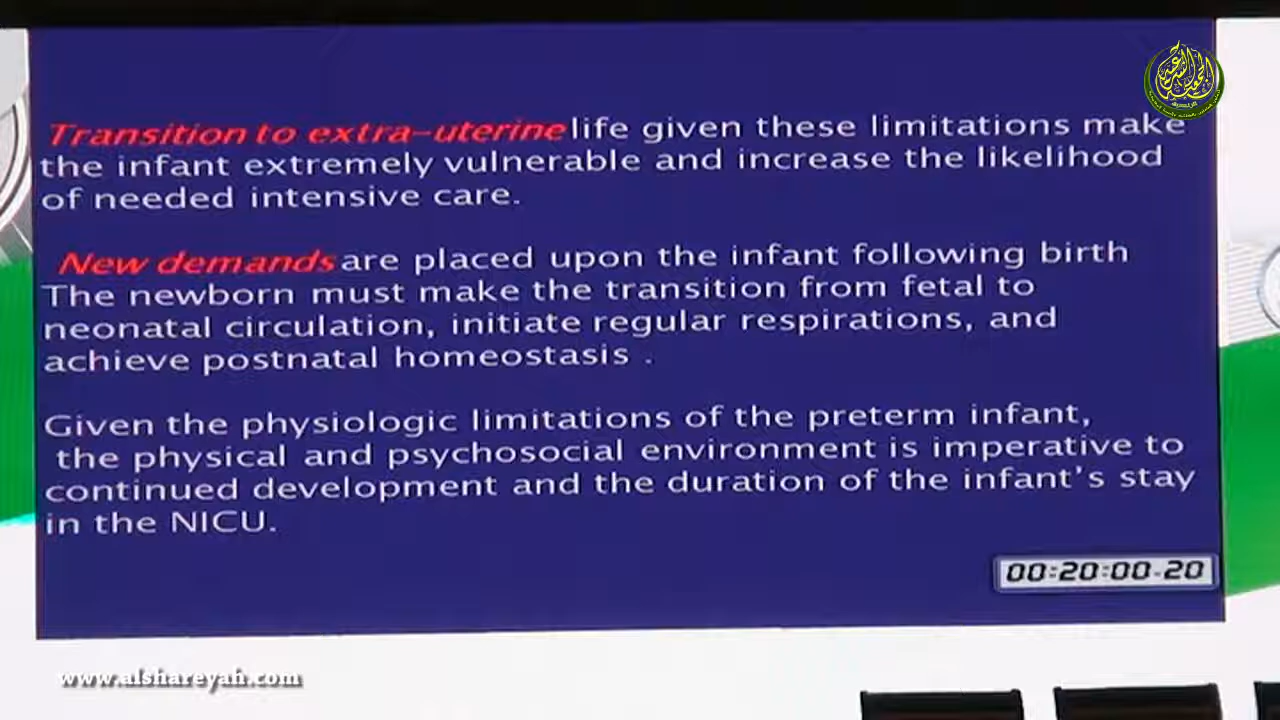 Transition to extra-uterine life given these limitations make
the infant extremely vulnerable and increase the likelihood
of needed intensive care.
New demands are placed upon the infant following birth
The newborn must make the transition from fetal to
neonatal circulation, initiate regular respirations, and
achieve postnatal homeostasis .
Given the physiologic limitations of the preterm infant,
the physical and psychosocial environment is imperative to
continued development and the duration of the infant's stay
in the NICU.
00:20:00-20
www.alshareyah.com